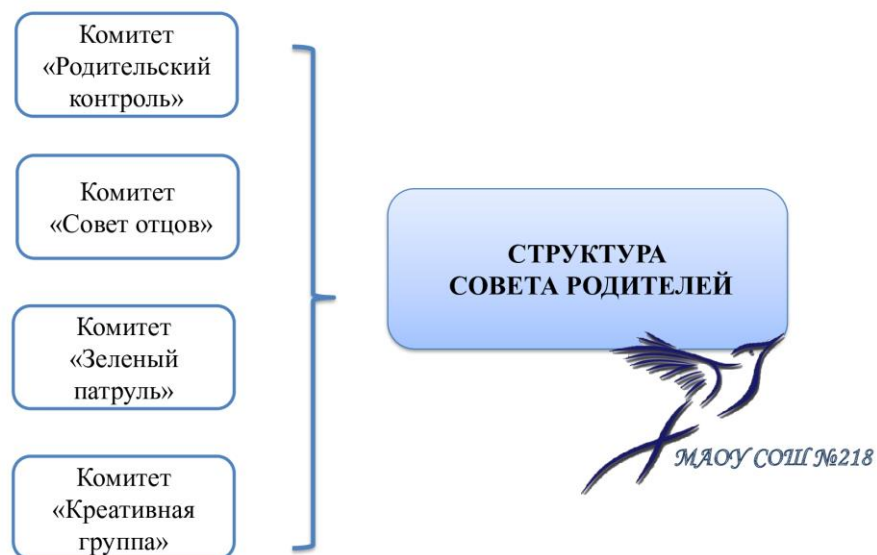 Комитет
«Родительский
контроль»
Комитет
«Совет отцов»
Комитет
«Зеленый
патруль»
Комитет
«Креативная
группа»
СТРУКТУРА
СОВЕТА РОДИТЕЛЕЙ
МАОУ СОШ №218